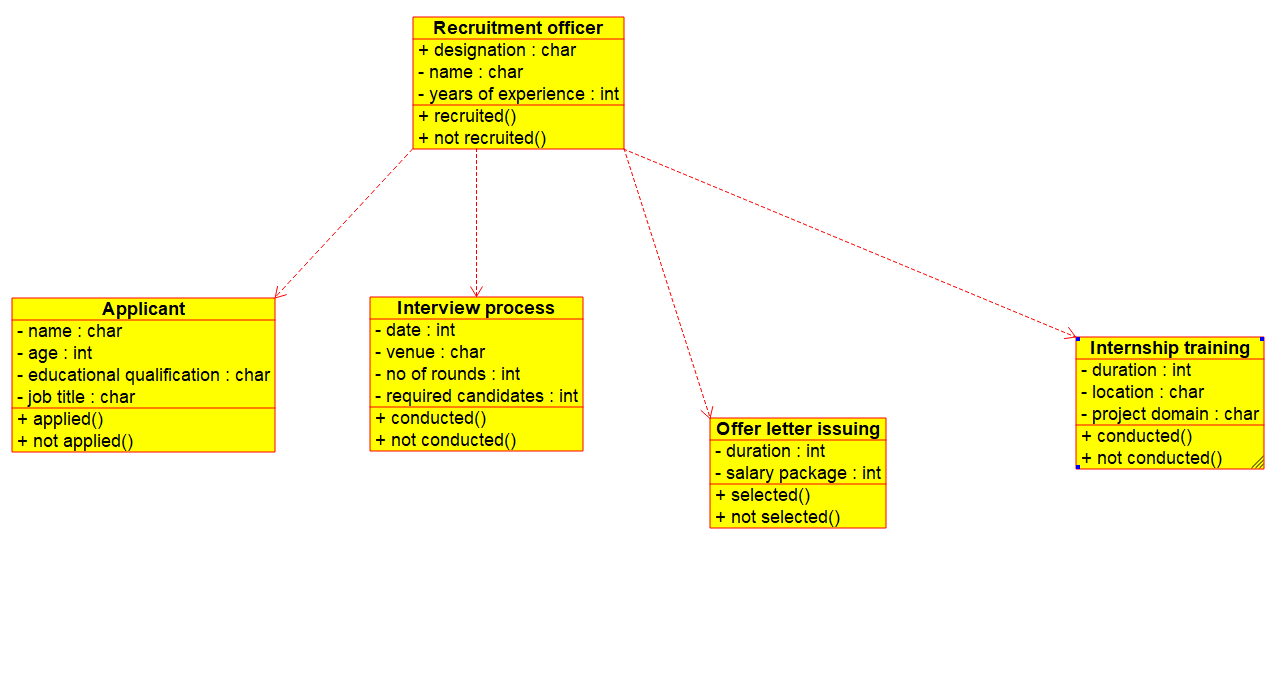 Recruitment officer
+ designation : char
- name : char
- years of experience : int
+ recruited()
+ not recruited()
Applicant
- name : char
- age : int
- educational qualification : char
- job title : char
+ applied()
+ not applied()
Interview process
- date : int
- venue : char
- no of rounds : int
- required candidates : int
+ conducted()
+ not conducted()
Offer letter issuing
- duration : int
- salary package : int
+ selected()
+ not selected()
Internship training
- duration : int
- location : char
- project domain : char
+ conducted()
+ not conducted()